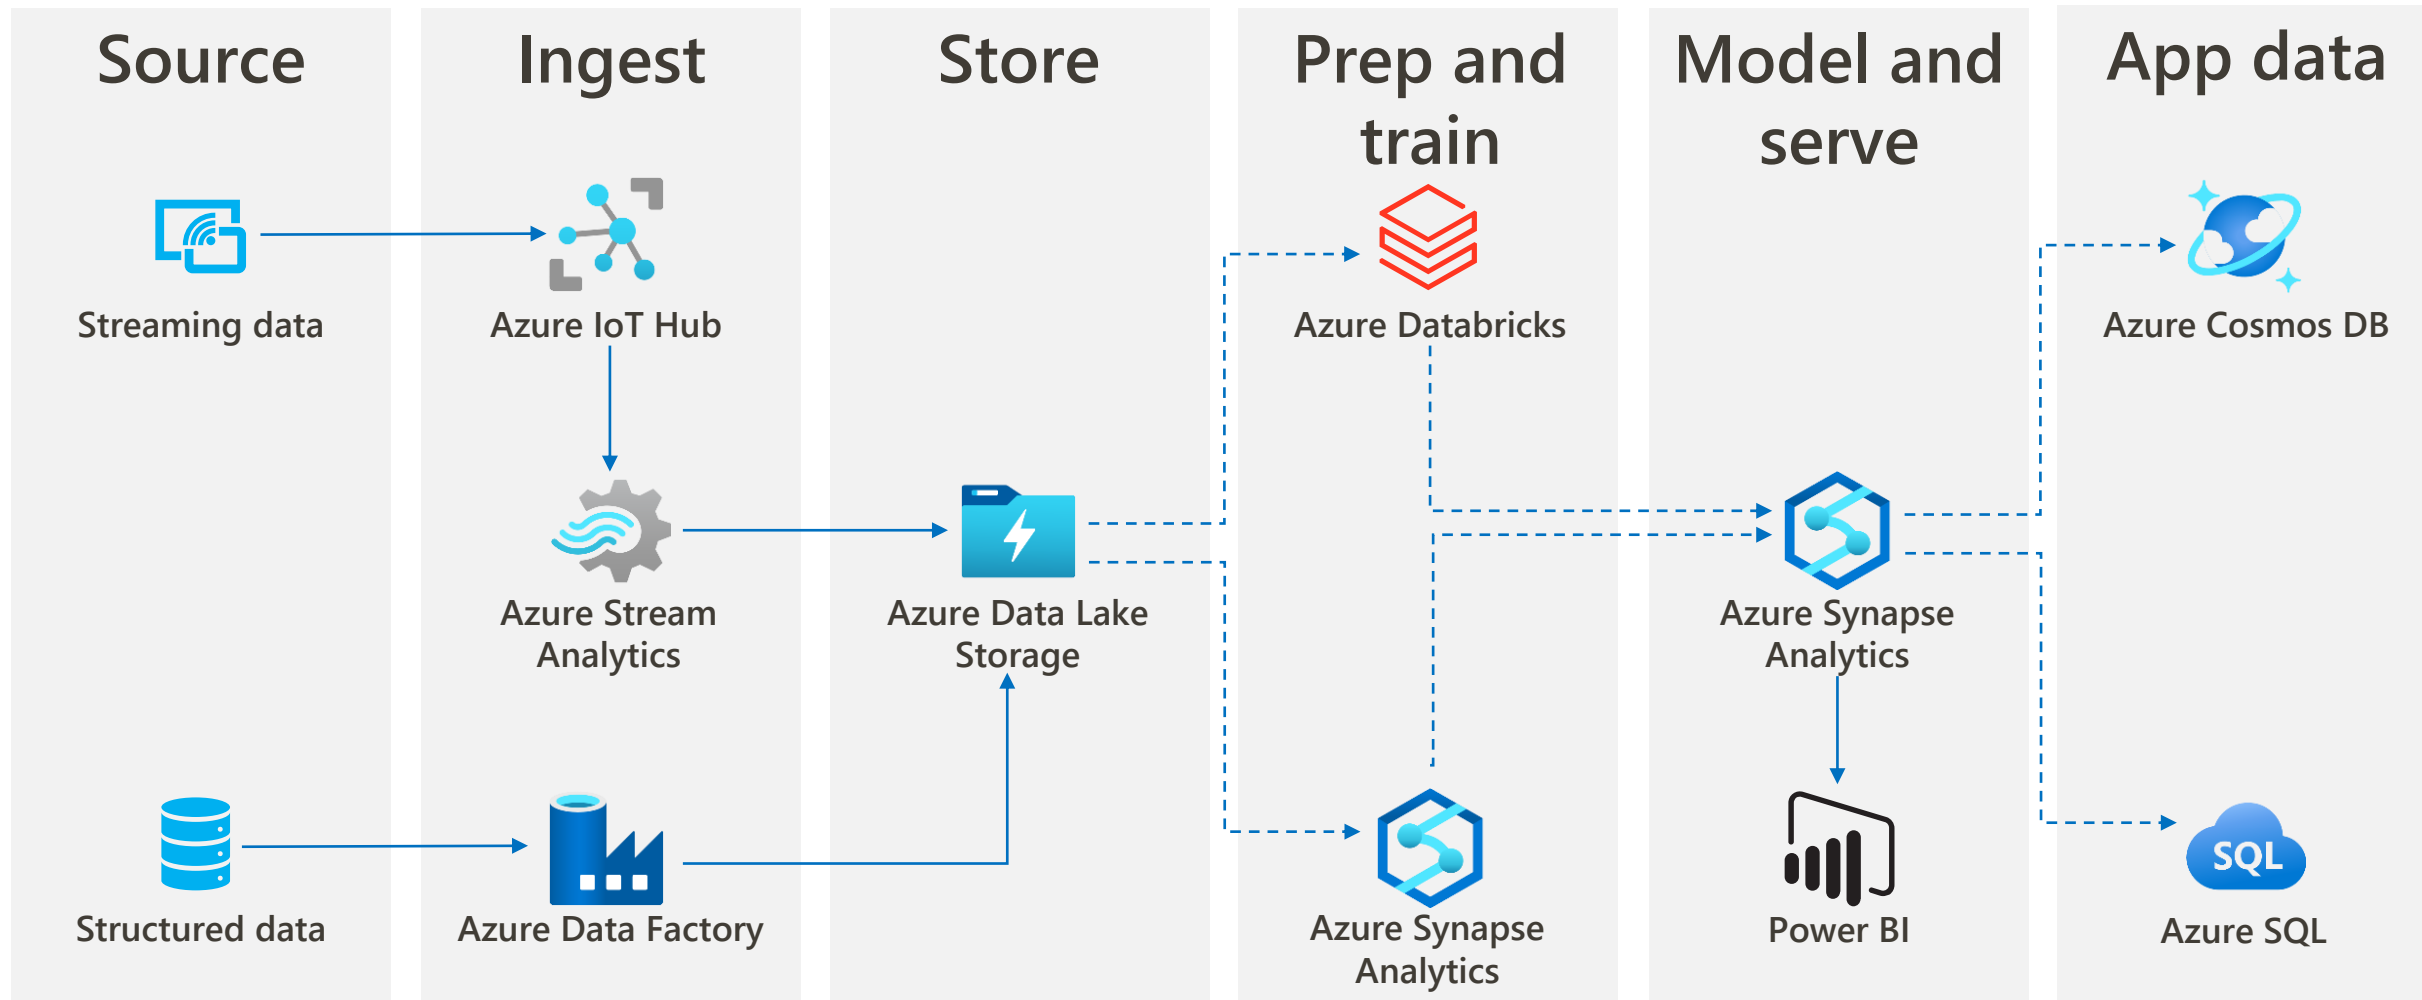 Source
Ingest
Store
Prep and
train
Model and
serve
App data
Streaming data
Azure IoT Hub
Azure Databricks
Azure Cosmos DB
Azure Stream
Analytics
Azure Data Lake
Storage
Azure Synapse
Analytics
Structured data
Azure Data Factory
Azure Synapse
Analytics
Power BI
SQL
Azure SQL